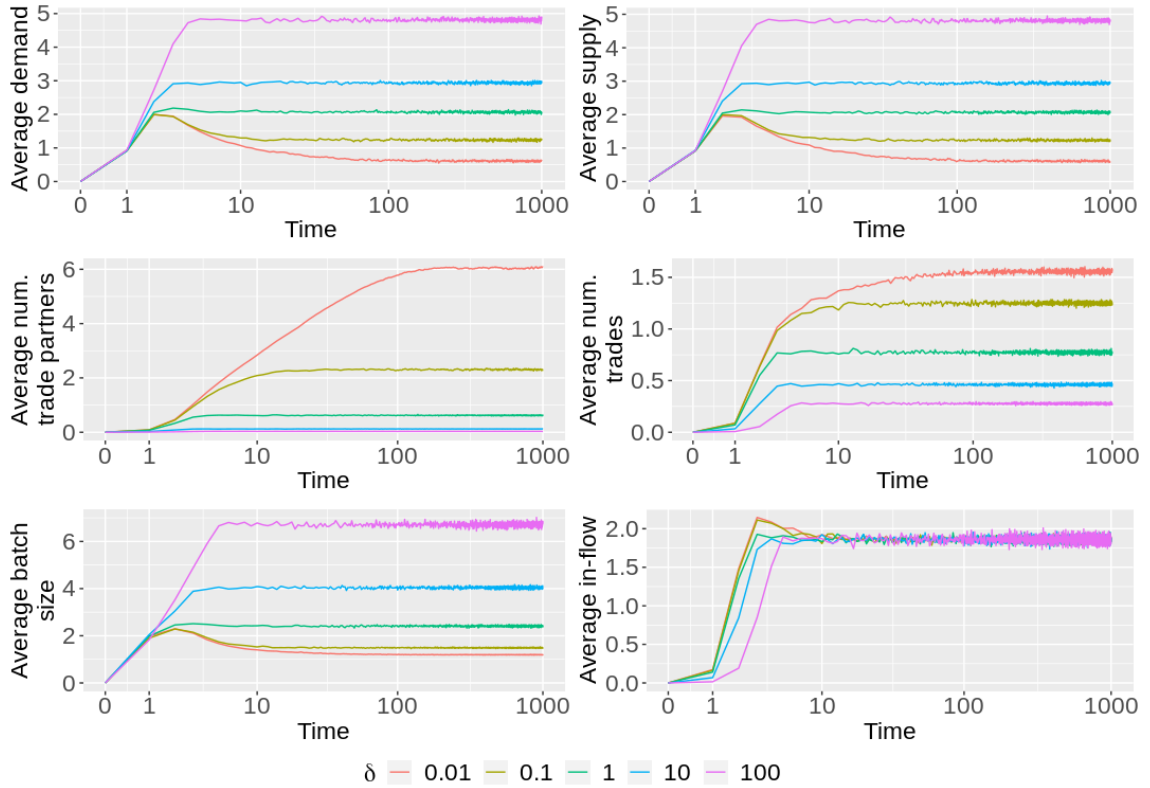 Average demand
5
4
3
2
1
0
0 1 10 100 1000
Time
Average supply
5
4
3
2
1
0
0 1 10 100 1000
Time
Average num.
trade partners
6
4
2
0
0 1 10 100 1000
Time
Average num.
trades
1.5
1.0
0.5
0.0
0 1 10 100 1000
Time
Average batch
size
6
4
2
0
0 1 10 100 1000
Time
Average in-flow
2.0
1.5
1.0
0.5
0.0
0 1 10 100 1000
Time
δ 0.01 0.1 1 10 100